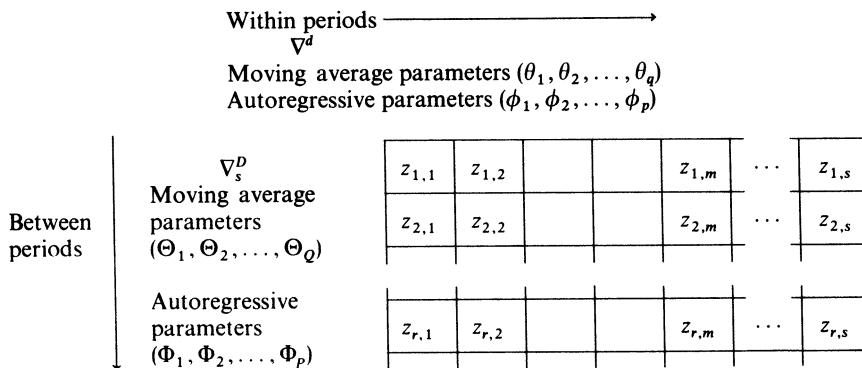 Within periods
∇^d
Moving average parameters (θ_1, θ_2, ..., θ_q)
Autoregressive parameters (ϕ_1, ϕ_2, ..., ϕ_p)
∇_s^D
Moving average
parameters
(Θ_1, Θ_2, ..., Θ_Q)
Between
periods
Autoregressive
parameters
(Φ_1, Φ_2, ..., Φ_P)
z_{1,1} z_{1,2} z_{1,m} ... z_{1,s}
z_{2,1} z_{2,2} z_{2,m} ... z_{2,s}
z_{r,1} z_{r,2} z_{r,m} ... z_{r,s}